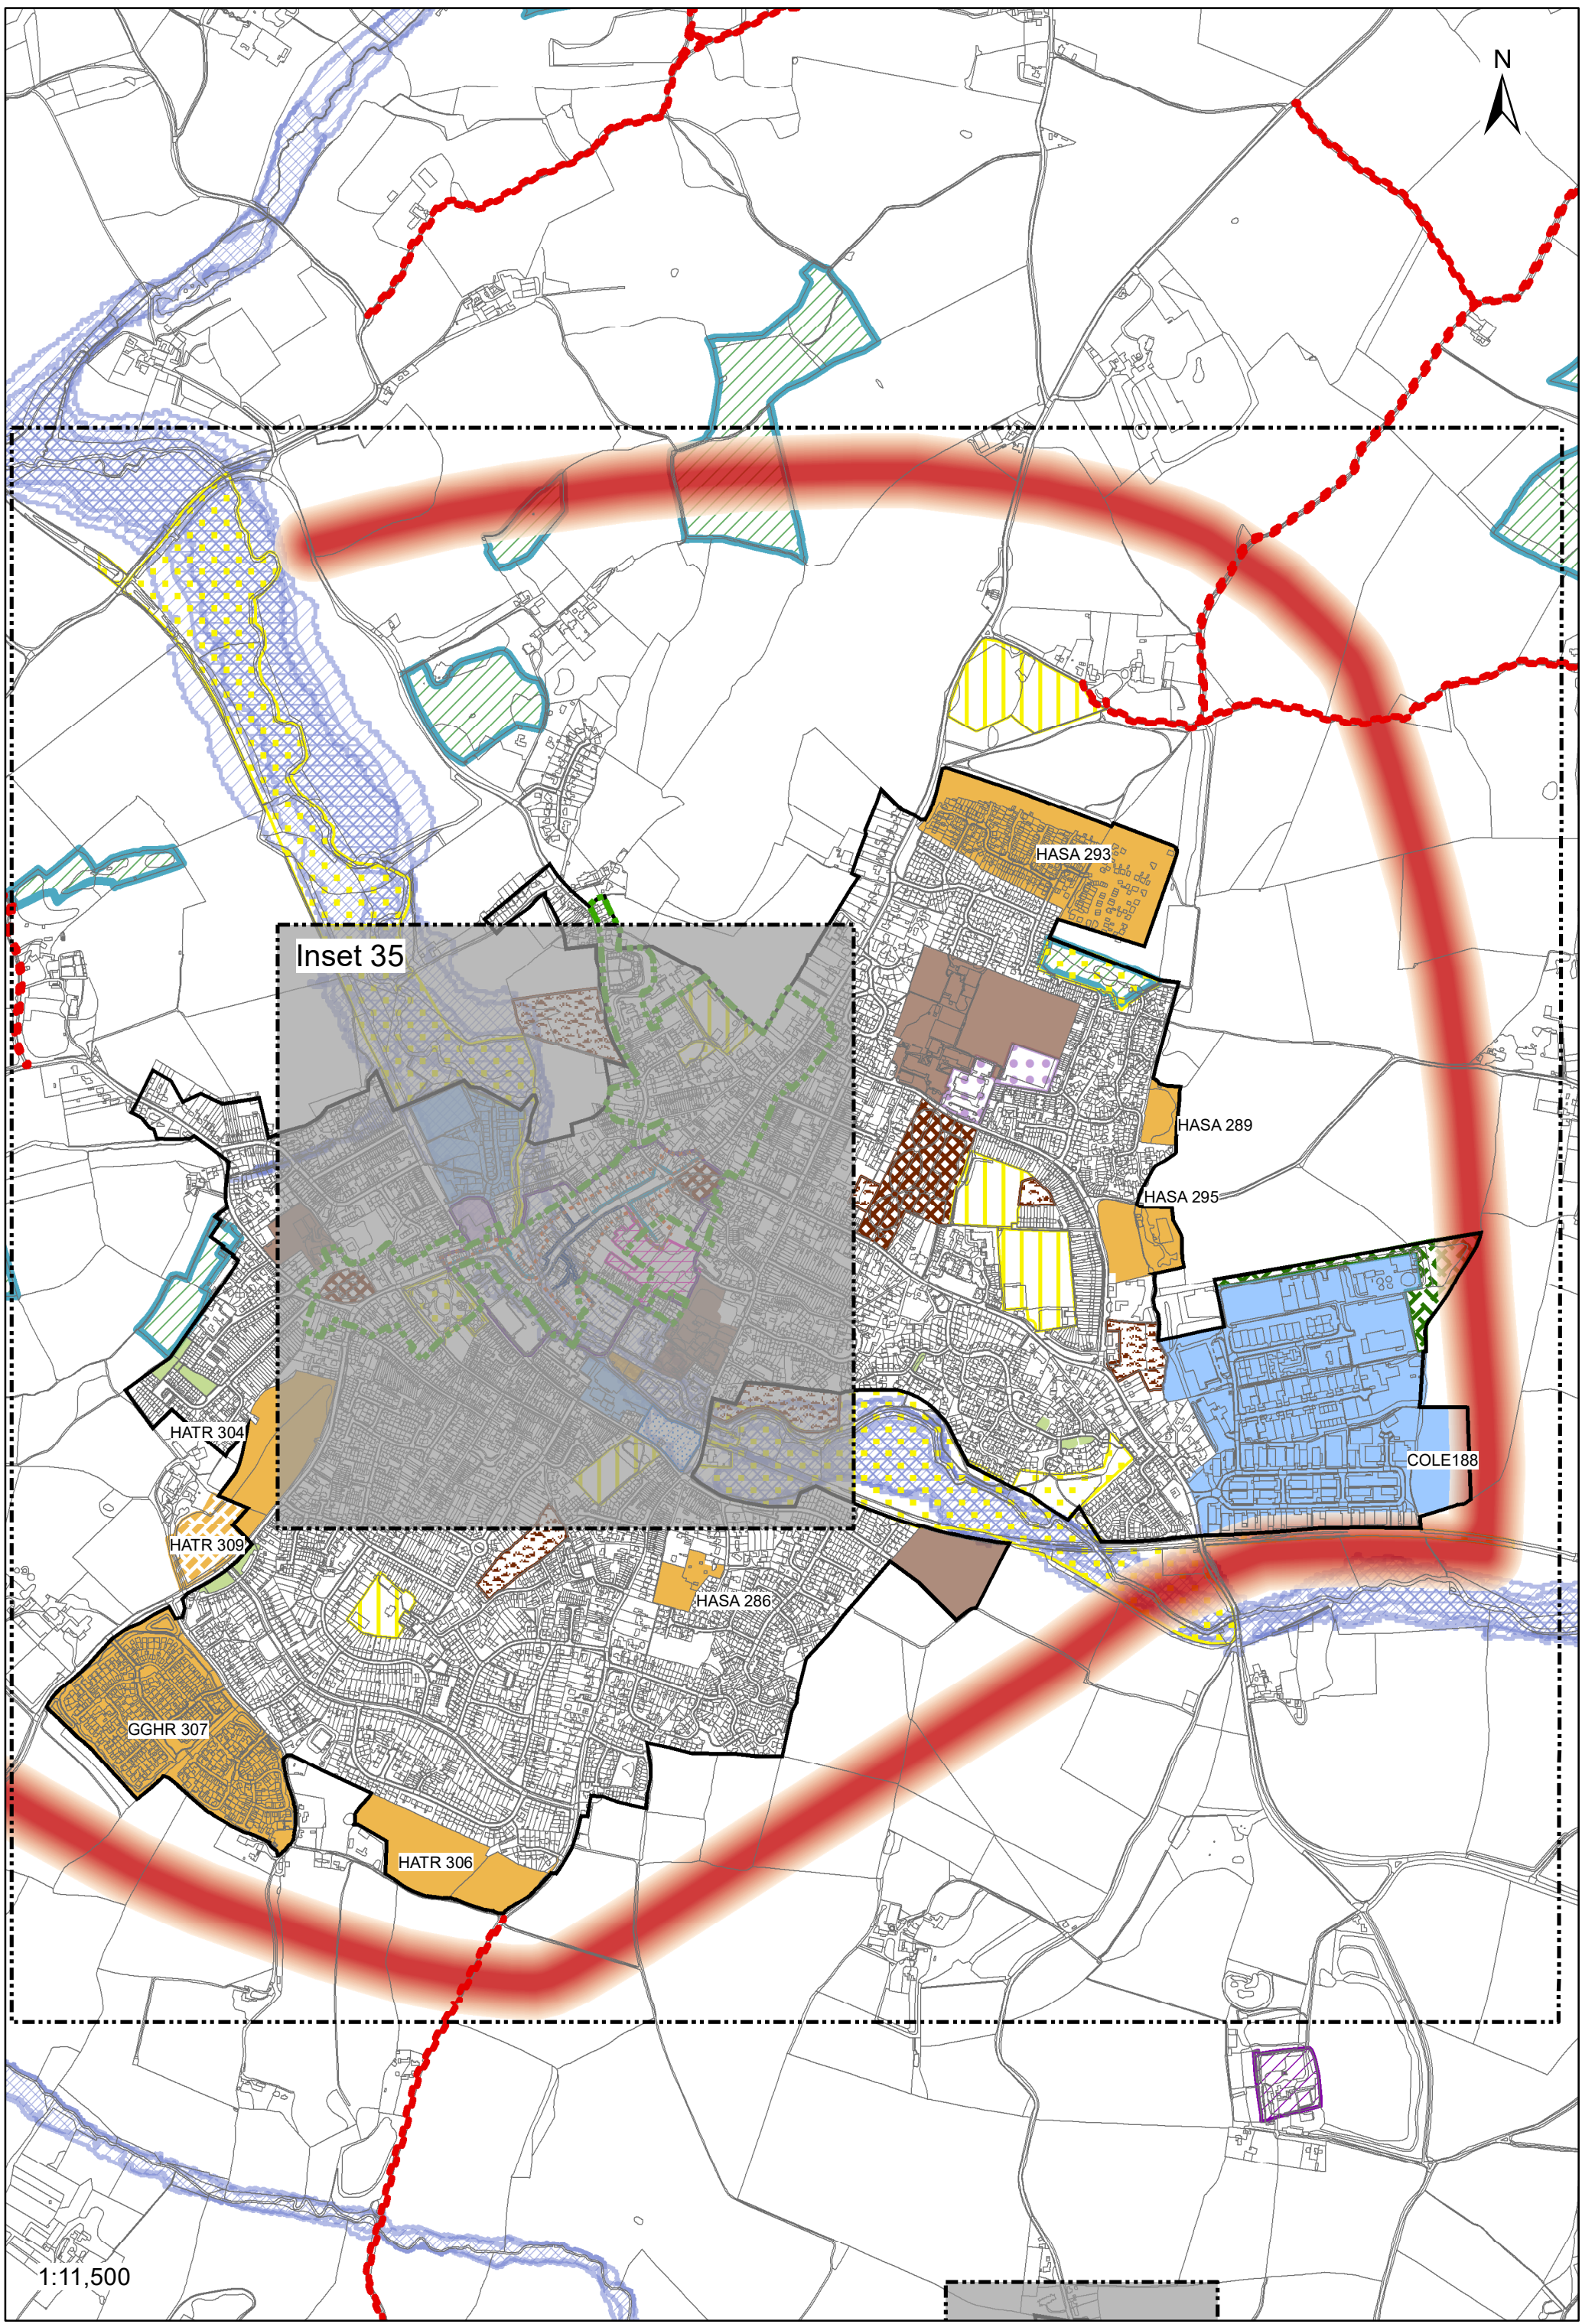 N
HASA 293
Inset 35
HASA 289
HASA 295
HATR 304
COLE188
HATR 309
HASA 286
GGHR 307
HATR 306
1:11,500